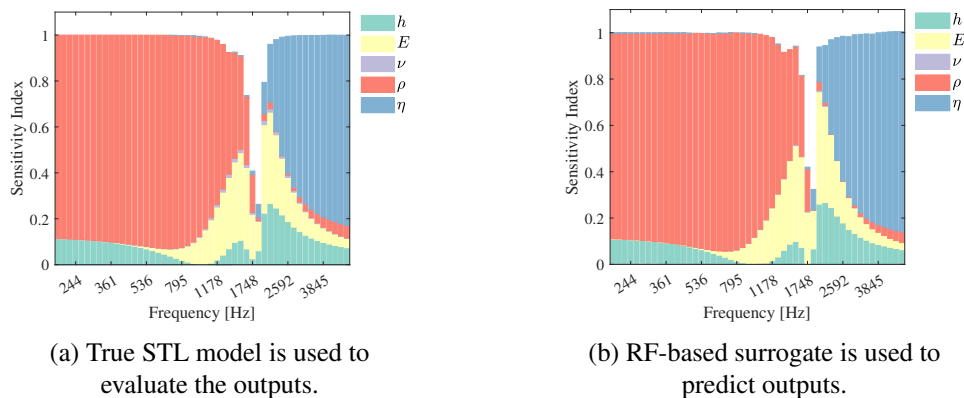 Sensitivity Index
1
0.8
0.6
0.4
0.2
0
244 361 536 795 1178 1748 2592 3845
Frequency [Hz]
h
E
ν
ρ
η
(a) True STL model is used to
evaluate the outputs.
Sensitivity Index
1
0.8
0.6
0.4
0.2
0
244 361 536 795 1178 1748 2592 3845
Frequency [Hz]
h
E
ν
ρ
η
(b) RF-based surrogate is used to
predict outputs.